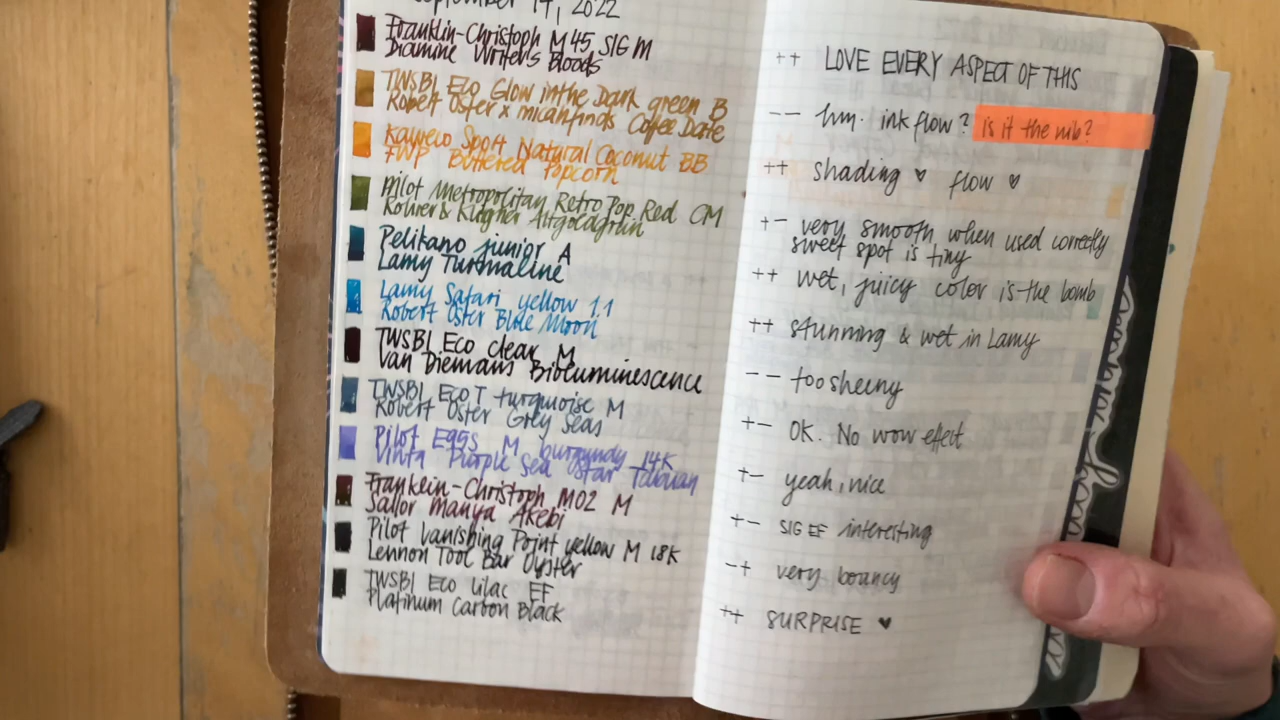 September 14, 2022
Franklin-Christoph M 45 SIG M
Diamine Writer's Bloods
TWSBI Eco Glow in the Dark green B
Robert Oster x micanfinds Coffee Date
Kaweco Sport Natural Coconut BB
FWP Buttered Popcorn
Pilot Metropolitan Retro Pop Red CM
Rohrer & Klingner Altgoldgrün
Pelikano junior A
Lamy Turmaline
Lamy Safari yellow 1.1
Robert Oster Blue Moon
TWSBI Eco clear M
Van Diemans Bioluminescence
TWSBI Eco T turquoise M
Robert Oster Grey Seas
Pilot E95s M burgundy 14K
Vinta Purple Sea Star
Franklin-Christoph M02 M
Sailor Manyo Akebi
Pilot Vanishing Point yellow M 18K
Lennon Tool Bar Oyster
TWSBI Eco Lilac EF
Platinum Carbon Black
++ LOVE EVERY ASPECT OF THIS
-- hm. ink flow? is it the nib?
++ shading ♥ flow ♥
+- very smooth when used correctly
sweet spot is tiny
++ wet, juicy color is the bomb
++ stunning & wet in Lamy
-- too sheeny
+- OK. No wow effect
+- yeah, nice
+- SIG EF interesting
-+ very bouncy
++ SURPRISE ♥